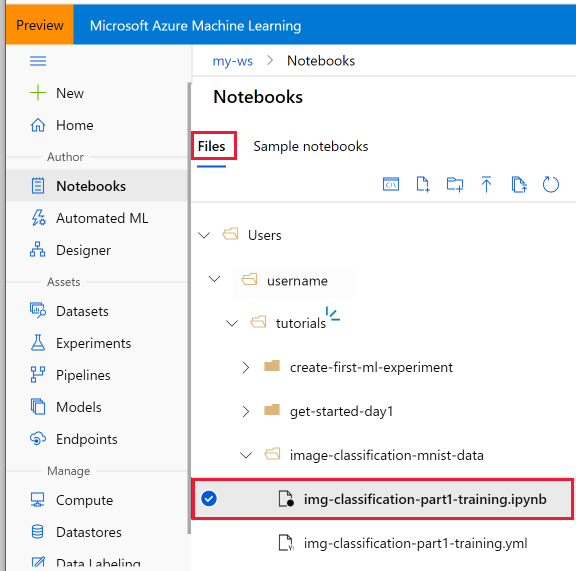 Preview
Microsoft Azure Machine Learning
my-ws > Notebooks
New
Home
Author
Notebooks
Automated ML
Designer
Assets
Datasets
Experiments
Pipelines
Models
Endpoints
Manage
Compute
Datastores
Data Labeling
Notebooks
Files
Sample notebooks
Users
username
tutorials
create-first-ml-experiment
get-started-day1
image-classification-mnist-data
img-classification-part1-training.ipynb
img-classification-part1-training.yml